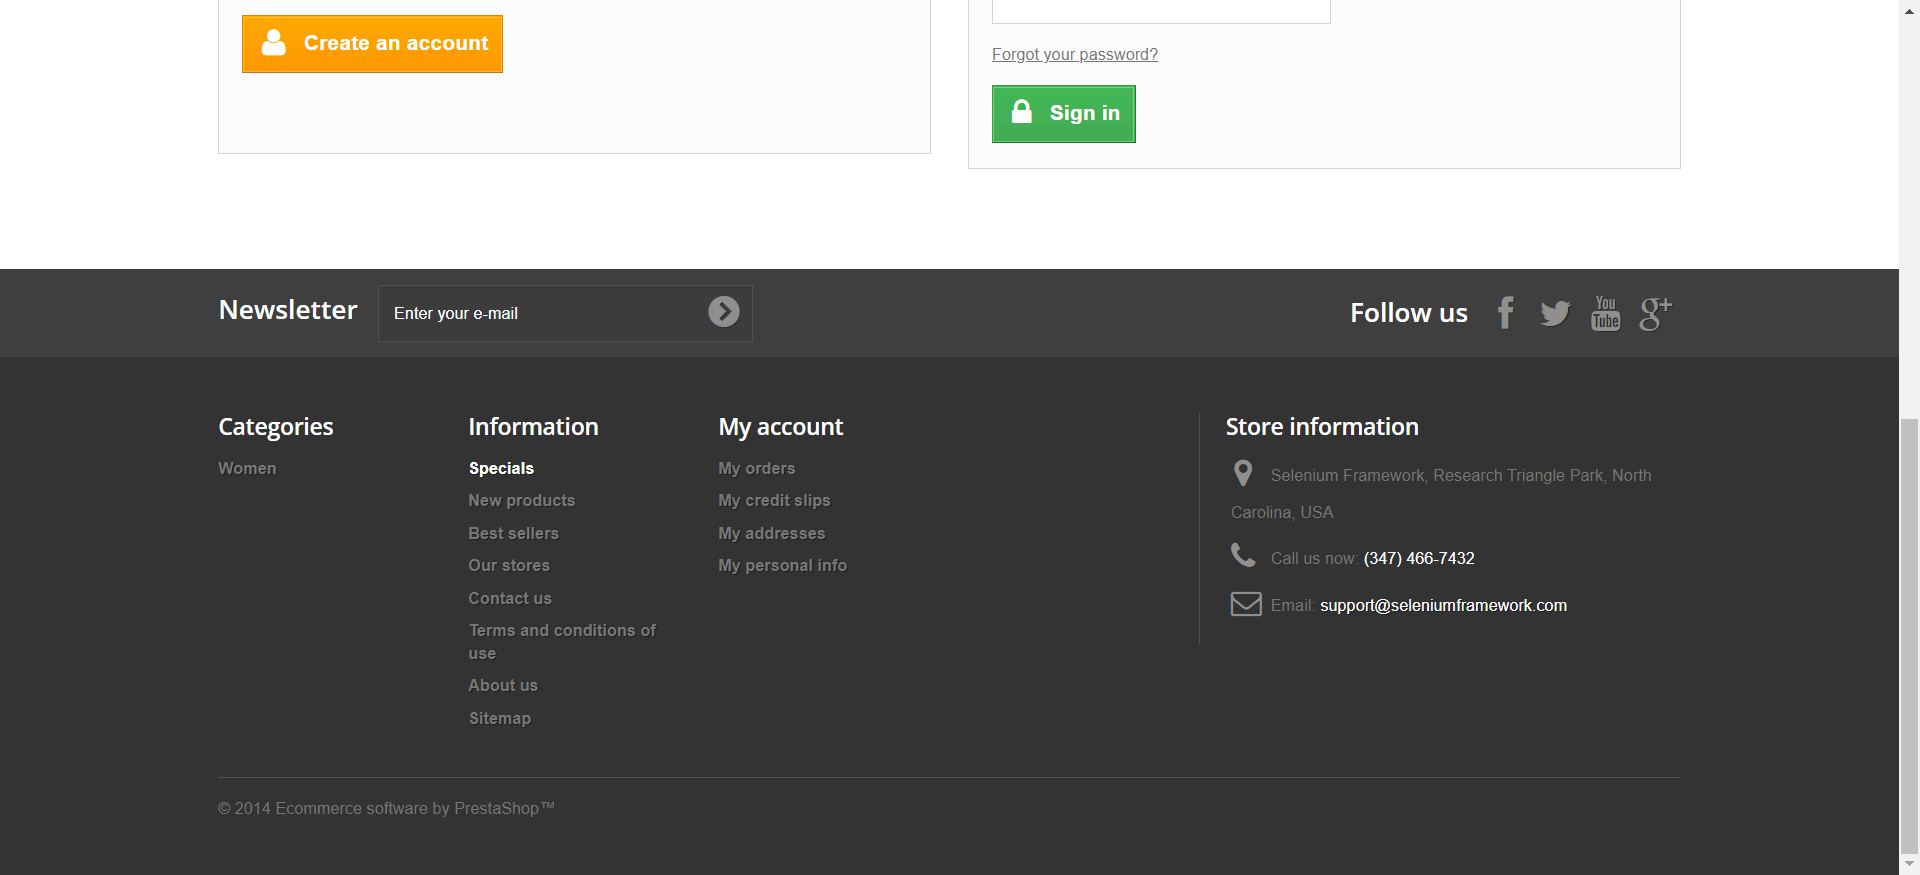 Create an account
Forgot your password?
Sign in
Newsletter
Enter your e-mail
Follow us
You
Tube
g+
Categories
Women
Information
Specials
New products
Best sellers
Our stores
Contact us
Terms and conditions of
use
About us
Sitemap
My account
My orders
My credit slips
My addresses
My personal info
Store information
Selenium Framework, Research Triangle Park, North
Carolina, USA
Call us now: (347) 466-7432
Email: support@seleniumframework.com
© 2014 Ecommerce software by PrestaShop™